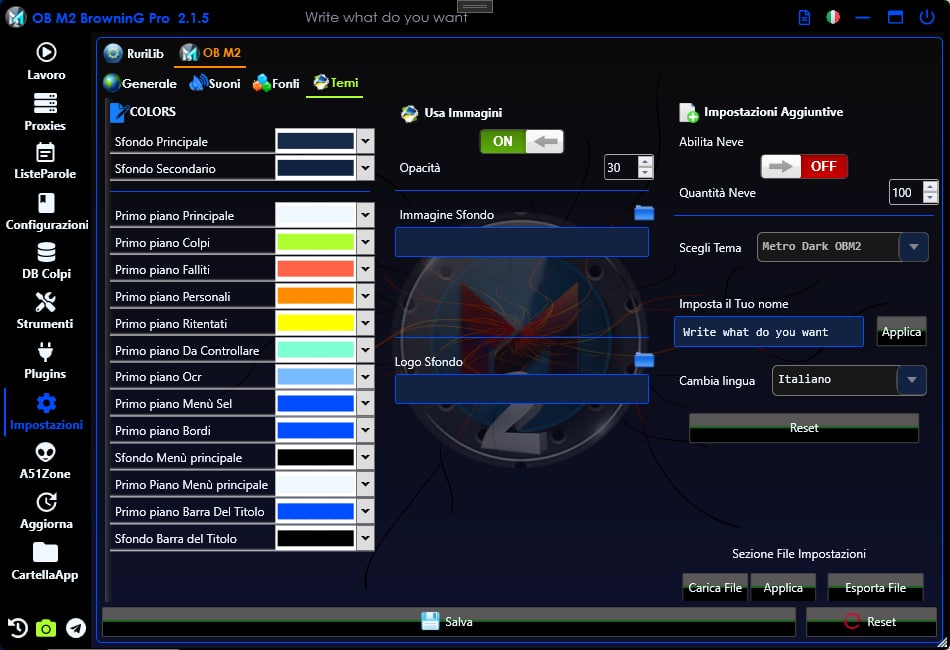 OB M2 BrowninG Pro 2.1.5
Write what do you want
Lavoro
Proxies
ListeParole
Configurazioni
DB Colpi
Strumenti
Plugins
Impostazioni
A51Zone
Aggiorna
CartellaApp
RuriLib
OB M2
Generale
Suoni
Fonti
Temi
COLORS
Sfondo Principale
Sfondo Secondario
Primo piano Principale
Primo piano Colpi
Primo piano Falliti
Primo piano Personali
Primo piano Ritentati
Primo piano Da Controllare
Primo piano Ocr
Primo piano Menù Sel
Primo piano Bordi
Sfondo Menù principale
Primo Piano Menù principale
Primo piano Barra Del Titolo
Sfondo Barra del Titolo
Usa Immagini
ON
Opacità
30
Immagine Sfondo
Logo Sfondo
2
Impostazioni Aggiuntive
Abilita Neve
OFF
Quantità Neve
100
Scegli Tema
Metro Dark OBM2
Imposta il Tuo nome
Write what do you want
Applica
Cambia lingua
Italiano
Reset
Sezione File Impostazioni
Carica File
Applica
Esporta File
Salva
Reset